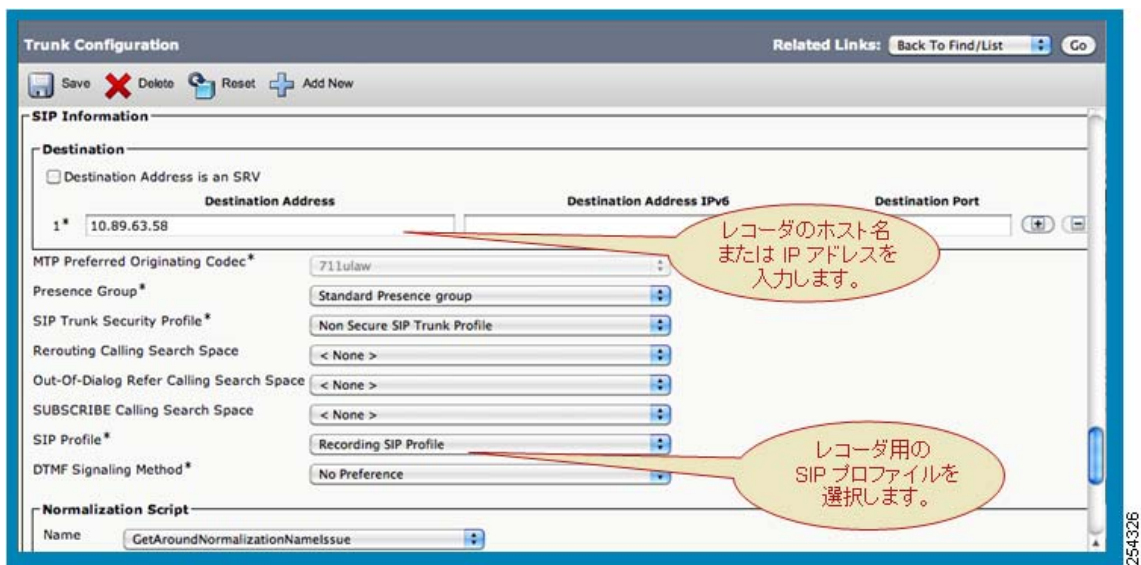 Trunk Configuration
Related Links: Back To Find/List Go
Save Delete Reset Add New
SIP Information
Destination
Destination Address is an SRV
Destination Address Destination Address IPv6 Destination Port
1* 10.89.63.58
レコーダのホスト名
または IP アドレスを
入力します。
MTP Preferred Originating Codec* 711ulaw
Presence Group* Standard Presence group
SIP Trunk Security Profile* Non Secure SIP Trunk Profile
Rerouting Calling Search Space < None >
Out-Of-Dialog Refer Calling Search Space < None >
SUBSCRIBE Calling Search Space < None >
SIP Profile* Recording SIP Profile
DTMF Signaling Method* No Preference
レコーダ用の
SIP プロファイルを
選択します。
Normalization Script
Name GetAroundNormalizationNameIssue
254326